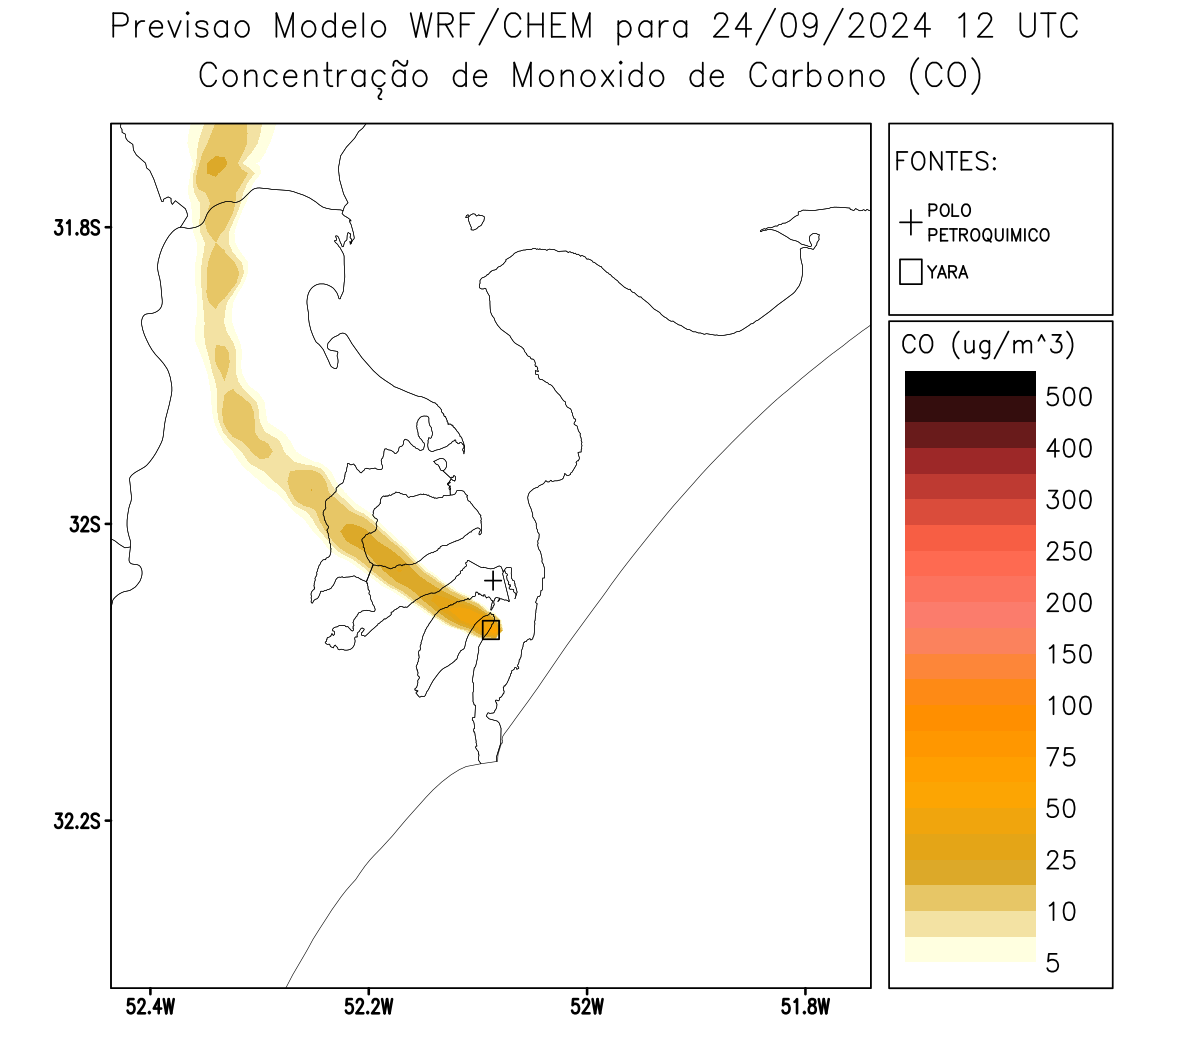 Previsao Modelo WRF/CHEM para 24/09/2024 12 UTC
Concentração de Monoxido de Carbono (CO)
FONTES:
POLO
PETROQUIMICO
YARA
CO (ug/m^3)
500
400
300
250
200
150
100
75
50
25
10
5
31.8S
32S
32.2S
52.4W
52.2W
52W
51.8W